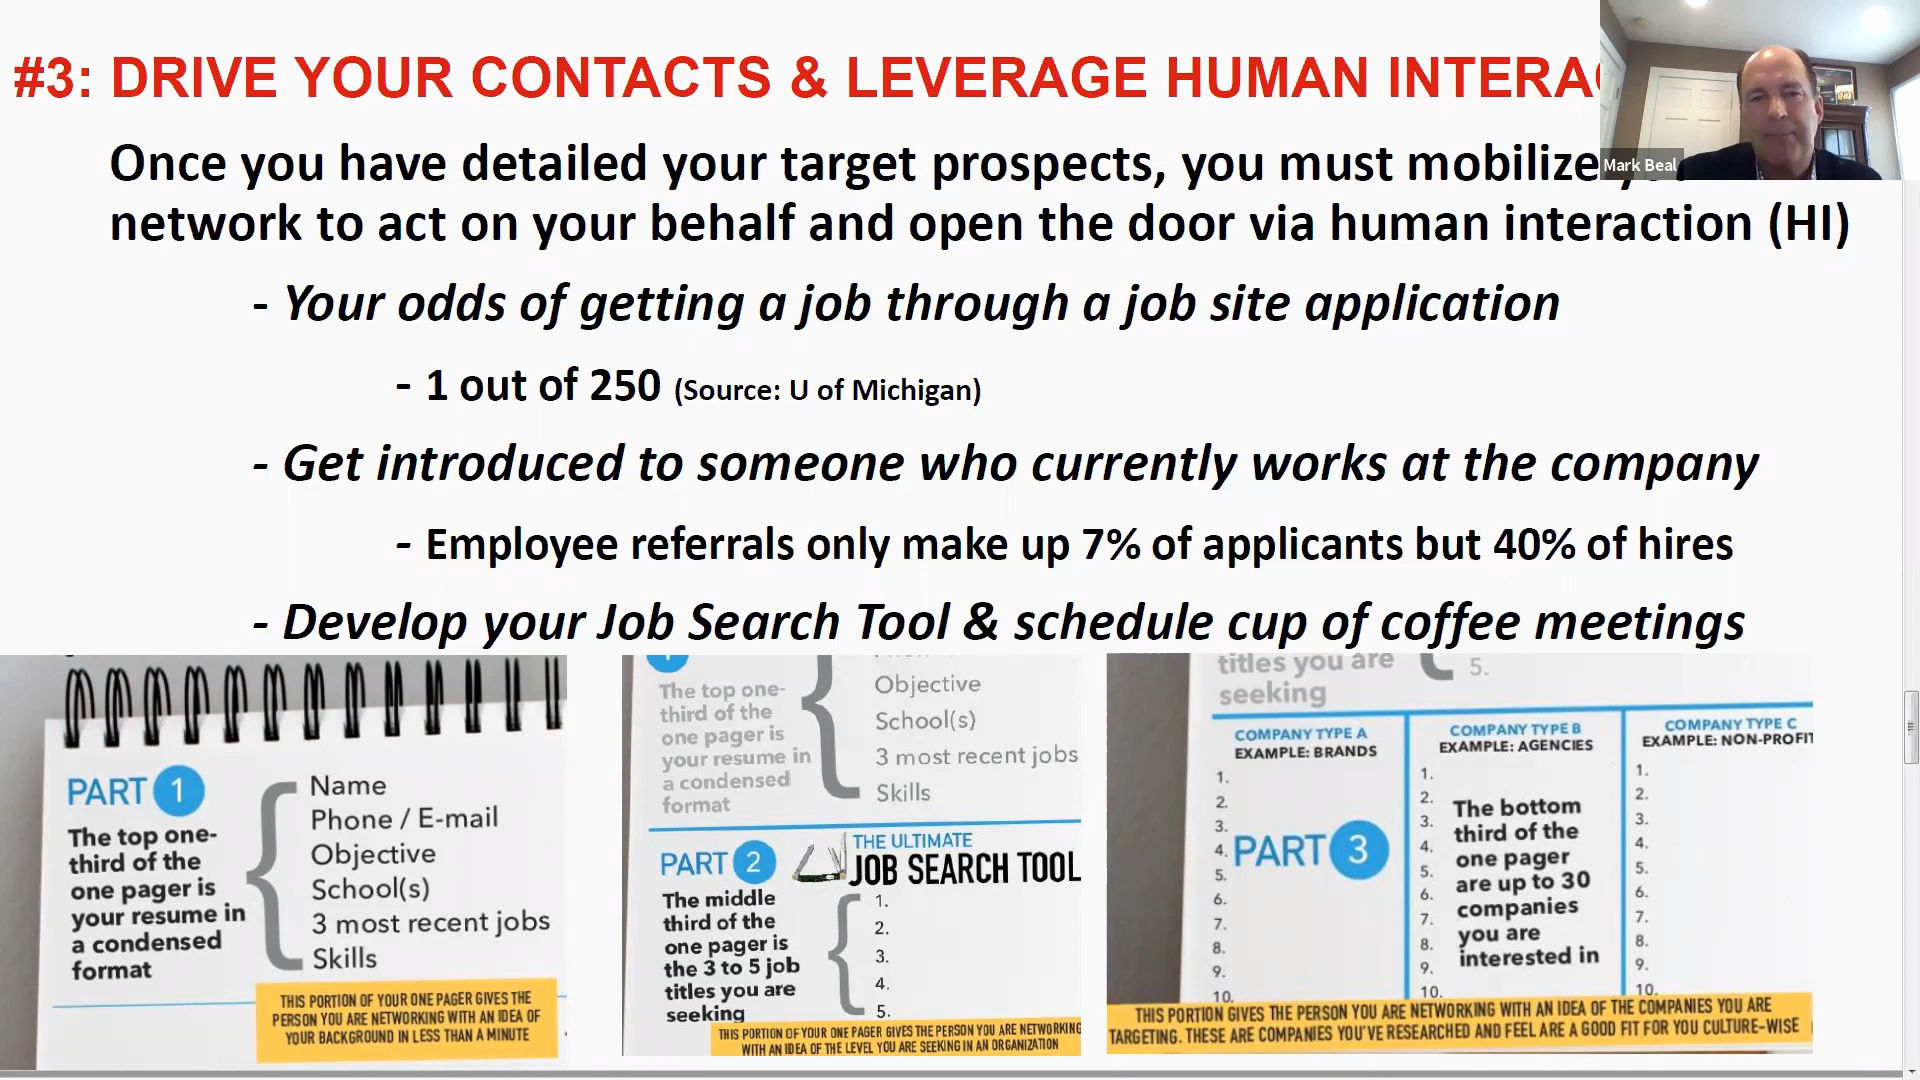 #3: DRIVE YOUR CONTACTS & LEVERAGE HUMAN INTERAC
Mark Beal
Once you have detailed your target prospects, you must mobilize
network to act on your behalf and open the door via human interaction (HI)
- Your odds of getting a job through a job site application
- 1 out of 250 (Source: U of Michigan)
- Get introduced to someone who currently works at the company
- Employee referrals only make up 7% of applicants but 40% of hires
- Develop your Job Search Tool & schedule cup of coffee meetings
PART 1
The top one-
third of the
one pager is
your resume in
a condensed
format
Name
Phone / E-mail
Objective
School(s)
3 most recent jobs
Skills
THIS PORTION OF YOUR ONE PAGER GIVES THE
PERSON YOU ARE NETWORKING WITH AN IDEA OF
YOUR BACKGROUND IN LESS THAN A MINUTE
The top one-
third of the
one pager is
your resume in
a condensed
format
Objective
School(s)
3 most recent jobs
Skills
PART 2
THE ULTIMATE
JOB SEARCH TOOL
The middle
third of the
one pager is
the 3 to 5 job
titles you are
seeking
1.
2.
3.
4.
5.
THIS PORTION OF YOUR ONE PAGER GIVES THE PERSON YOU ARE NETWORKING
WITH AN IDEA OF THE LEVEL YOU ARE SEEKING IN AN ORGANIZATION
titles you are
seeking
5.
COMPANY TYPE A
EXAMPLE: BRANDS
1.
2.
3.
4.
5.
6.
7.
8.
9.
10.
PART 3
COMPANY TYPE B
EXAMPLE: AGENCIES
1.
2.
3.
4.
5.
6.
7.
8.
9.
10.
The bottom
third of the
one pager
are up to 30
companies
you are
interested in
COMPANY TYPE C
EXAMPLE: NON-PROFIT
1.
2.
3.
4.
5.
6.
7.
8.
9.
10.
THIS PORTION GIVES THE PERSON YOU ARE NETWORKING WITH AN IDEA OF THE COMPANIES YOU ARE
TARGETING. THESE ARE COMPANIES YOU'VE RESEARCHED AND FEEL ARE A GOOD FIT FOR YOU CULTURE-WISE